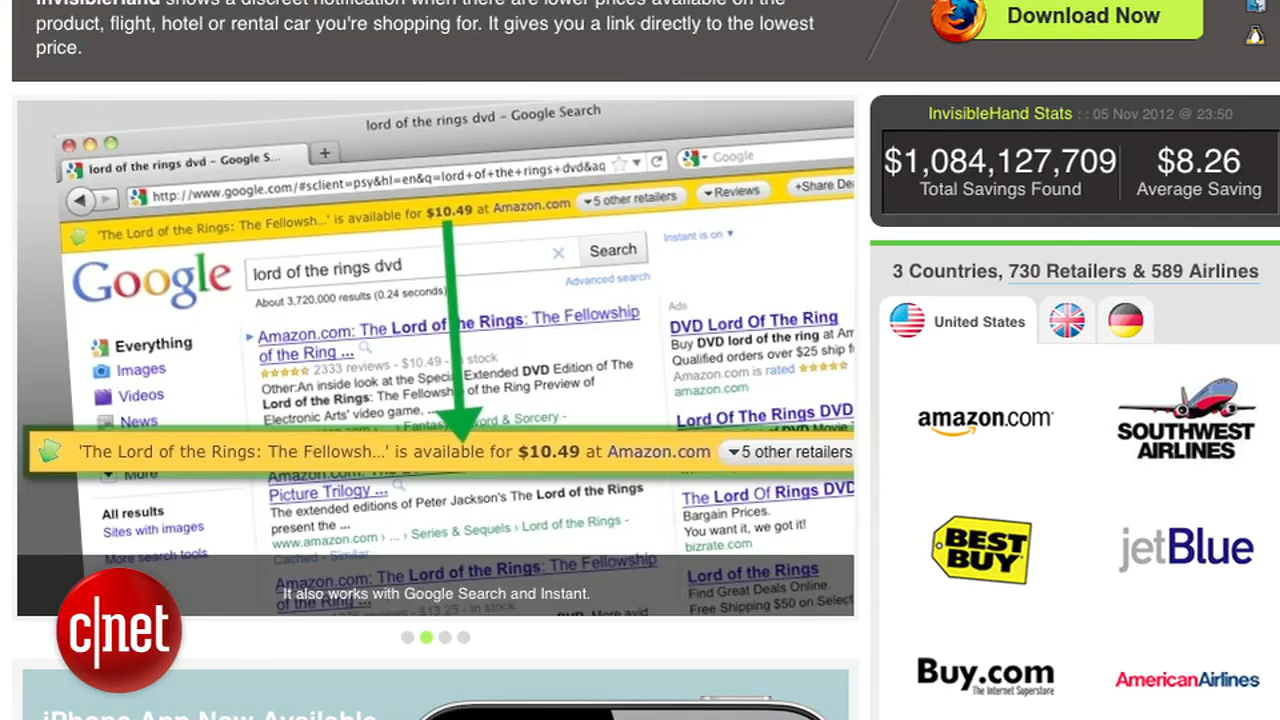 InvisibleHand shows a discreet notification when there are lower prices available on the
product, flight, hotel or rental car you're shopping for. It gives you a link directly to the lowest
price.
Download Now
lord of the rings dvd – Google Search
lord of the rings dvd – Google S...
http://www.google.com/#sclient=psy&hl=en&q=lord+of+the+rings+dvd&aq
Google
'The Lord of the Rings: The Fellowsh...' is available for $10.49 at Amazon.com
5 other retailers
Reviews
+Share De
Google
lord of the rings dvd
Search
Instant is on
About 3,720,000 results (0.24 seconds)
Advanced search
Everything
Images
Videos
News
More
All results
Sites with images
More search tools
Amazon.com: The Lord of the Rings: The Fellowship
of the Ring ...
2333 reviews - $10.49 - in stock
Other:An inside look at the Special Extended DVD Edition of The
Lord of the Rings: The Fellowship of the Ring Preview of
Electronic Arts' video game, ...
Ads
DVD Lord Of The Ring
Buy DVD lord of the ring at Am
Qualified orders over $25 ship f
Amazon.com is rated
amazon.com
Lord Of The Rings DVD
'The Lord of the Rings: The Fellowsh...' is available for $10.49 at Amazon.com
5 other retailers
Picture Trilogy ...
The extended editions of Peter Jackson's The Lord of the Rings
present the ...
www.amazon.com › ... › Series & Sequels › Lord of the Rings -
Cached - Similar
The Lord Of Rings DVD
Bargain Prices.
You want it, we got it!
bizrate.com
Amazon.com: The Lord of the Rings: The Fellowship
of the Ring ...
Lord of the Rings
Find Great Deals Online.
Free Shipping $50 on Select
It also works with Google Search and Instant.
c|net
iPhone App Now Available
InvisibleHand Stats :: 05 Nov 2012 @ 23:50
$1,084,127,709
Total Savings Found
$8.26
Average Saving
3 Countries, 730 Retailers & 589 Airlines
United States
amazon.com
SOUTHWEST
AIRLINES
BEST
BUY
jetBlue
Buy.com
The Internet Superstore
AmericanAirlines